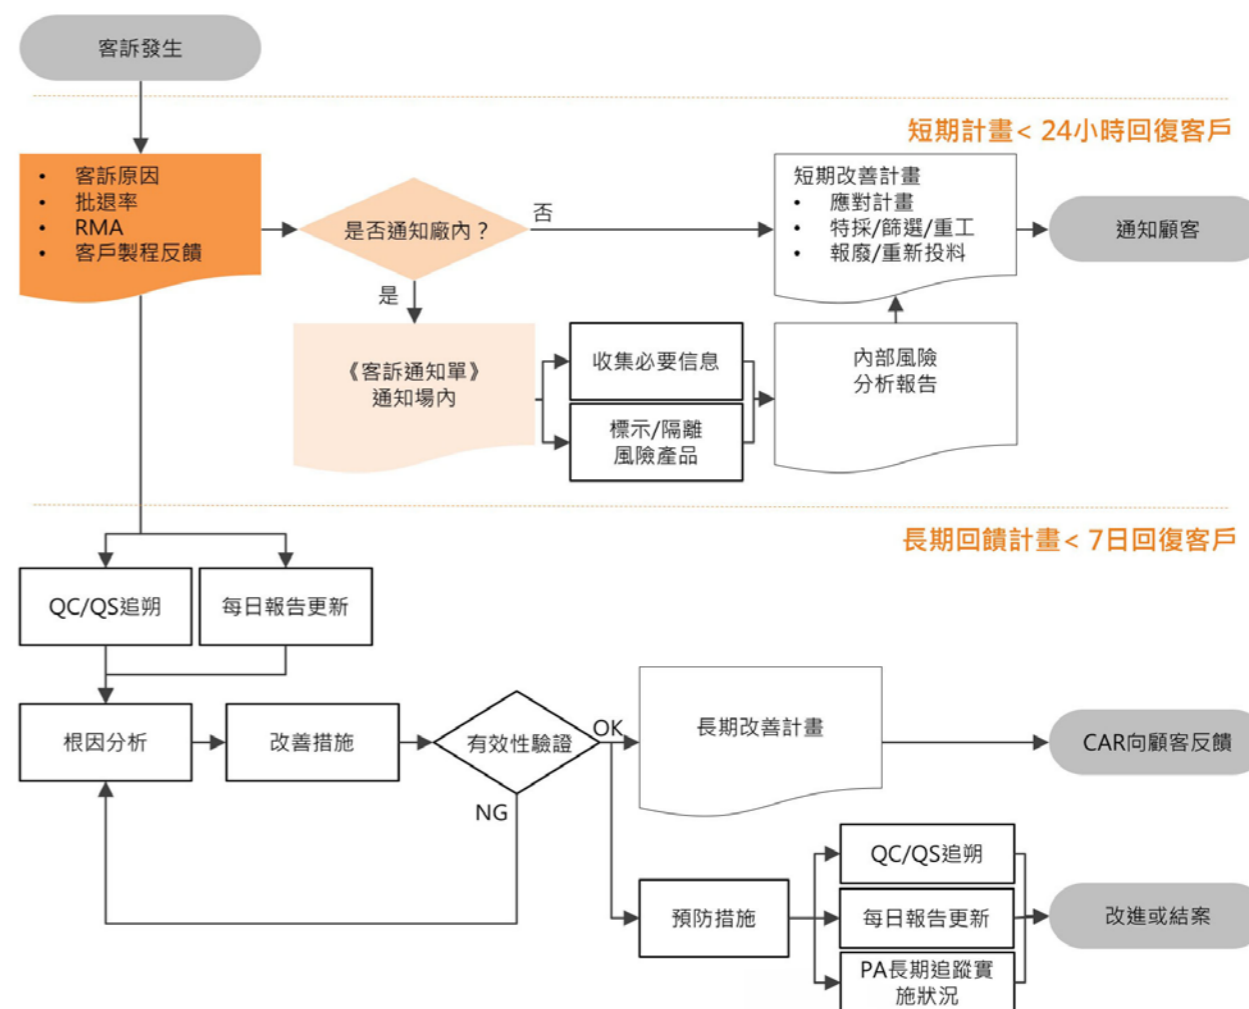 客訴發生
短期計畫< 24小時回復客戶
• 客訴原因
• 批退率
• RMA
• 客戶製程反饋
是否通知廠內？
否
是
短期改善計畫
• 應對計畫
• 特採/篩選/重工
• 報廢/重新投料
通知顧客
《客訴通知單》
通知場內
收集必要信息
標示/隔離
風險產品
內部風險
分析報告
長期回饋計畫< 7日回復客戶
QC/QS追朔
每日報告更新
根因分析
改善措施
有效性驗證
OK
NG
長期改善計畫
CAR向顧客反饋
預防措施
QC/QS追朔
每日報告更新
PA長期追蹤實
施狀況
改進或結案